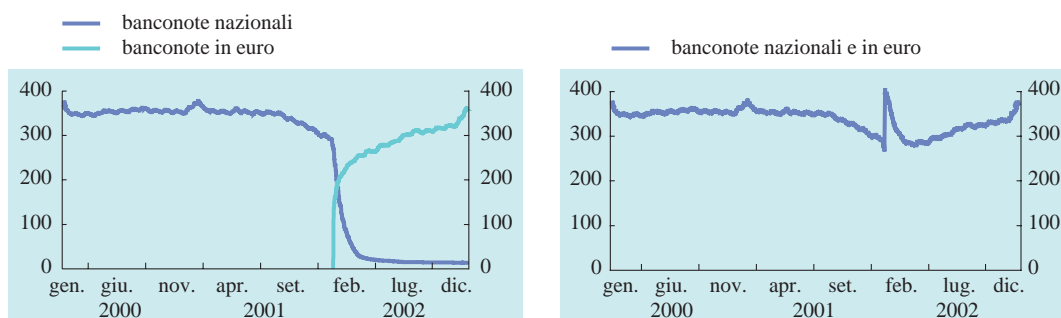 banconote nazionali
banconote in euro
400 400
300 300
200 200
100 100
0 0
gen. giu. nov. apr. set. feb. lug. dic.
2000 2001 2002
banconote nazionali e in euro
400 400
300 300
200 200
100 100
0 0
gen. giu. nov. apr. set. feb. lug. dic.
2000 2001 2002